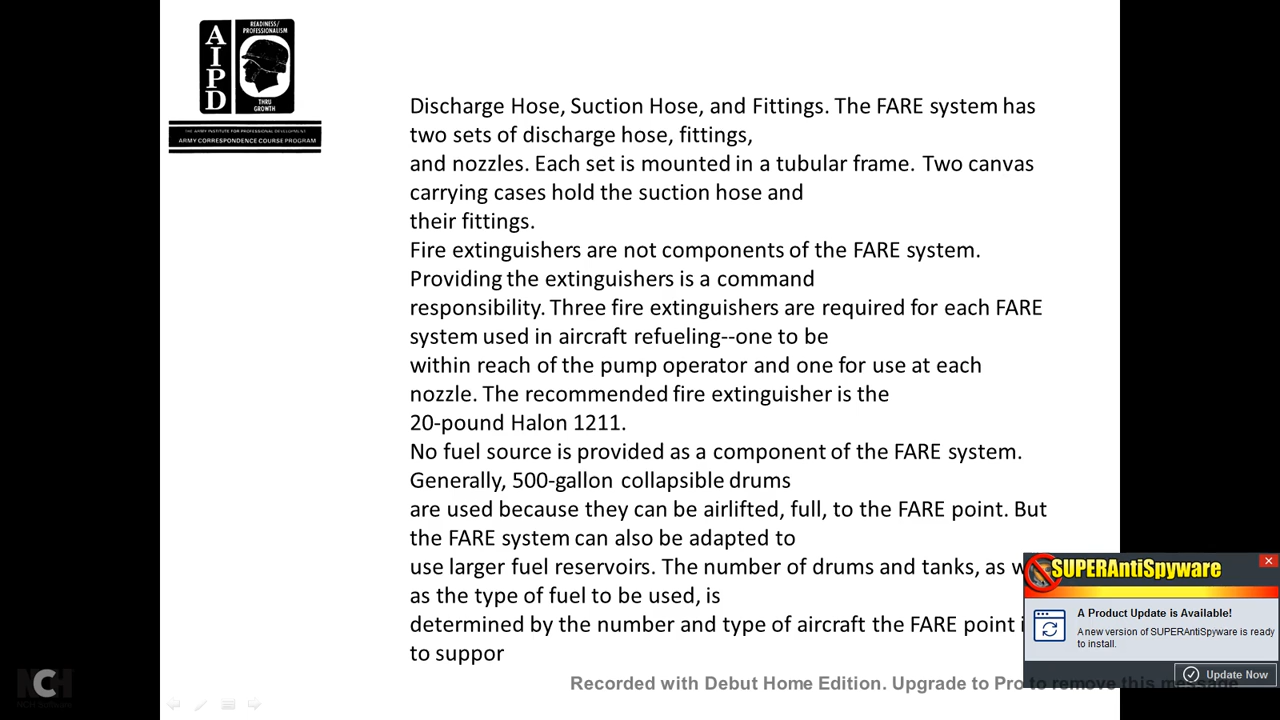 READINESS/
PROFESSIONALISM
AIPD
THRU
GROWTH
THE ARMY INSTITUTE FOR PROFESSIONAL DEVELOPMENT
ARMY CORRESPONDENCE COURSE PROGRAM
Discharge Hose, Suction Hose, and Fittings. The FARE system has
two sets of discharge hose, fittings,
and nozzles. Each set is mounted in a tubular frame. Two canvas
carrying cases hold the suction hose and
their fittings.
Fire extinguishers are not components of the FARE system.
Providing the extinguishers is a command
responsibility. Three fire extinguishers are required for each FARE
system used in aircraft refueling--one to be
within reach of the pump operator and one for use at each
nozzle. The recommended fire extinguisher is the
20-pound Halon 1211.
No fuel source is provided as a component of the FARE system.
Generally, 500-gallon collapsible drums
are used because they can be airlifted, full, to the FARE point. But
the FARE system can also be adapted to
use larger fuel reservoirs. The number of drums and tanks, as
as the type of fuel to be used, is
determined by the number and type of aircraft the FARE point
to suppor
SUPERAntiSpyware
A Product Update is Available!
A new version of SUPERAntiSpyware is ready
to install.
Update Now
NCH Software
Recorded with Debut Home Edition. Upgrade to Pro to remove this message